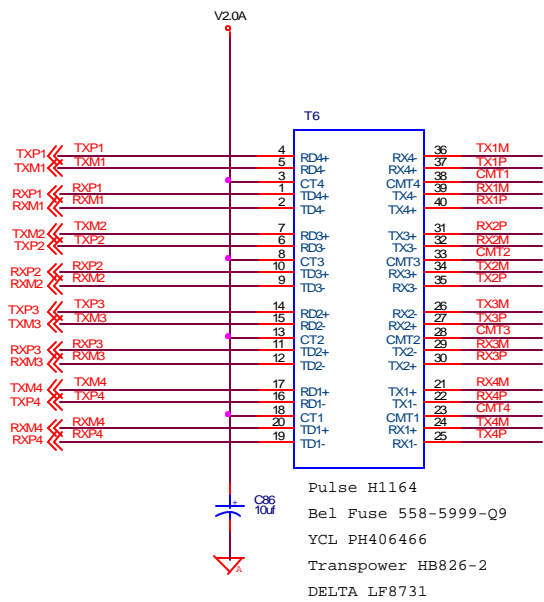 V2.0A
T6
TXP1 TXP1 4 RD4+ RX4- 36 TX1M
TXM1 TXM1 5 RD4- RX4+ 37 TX1P
3 CT4 CMT4 38 CMT1
RXP1 RXP1 1 TD4+ TX4- 39 RX1M
RXM1 RXM1 2 TD4- TX4+ 40 RX1P
TXM2 TXM2 7 RD3+ TX3+ 31 RX2P
TXP2 TXP2 6 RD3- TX3- 32 RX2M
8 CT3 CMT3 33 CMT2
RXP2 RXP2 10 TD3+ RX3+ 34 TX2M
RXM2 RXM2 9 TD3- RX3- 35 TX2P
TXP3 TXP3 14 RD2+ RX2- 26 TX3M
TXM3 TXM3 15 RD2- RX2+ 27 TX3P
13 CT2 CMT2 28 CMT3
RXP3 RXP3 11 TD2+ TX2- 29 RX3M
RXM3 RXM3 12 TD2- TX2+ 30 RX3P
TXM4 TXM4 17 RD1+ TX1+ 21 RX4M
TXP4 TXP4 16 RD1- TX1- 22 RX4P
18 CT1 CMT1 23 CMT4
RXM4 RXM4 20 TD1+ RX1+ 24 TX4M
RXP4 RXP4 19 TD1- RX1- 25 TX4P
C86
10uf
+
A
Pulse H1164
Bel Fuse 558-5999-Q9
YCL PH406466
Transpower HB826-2
DELTA LF8731